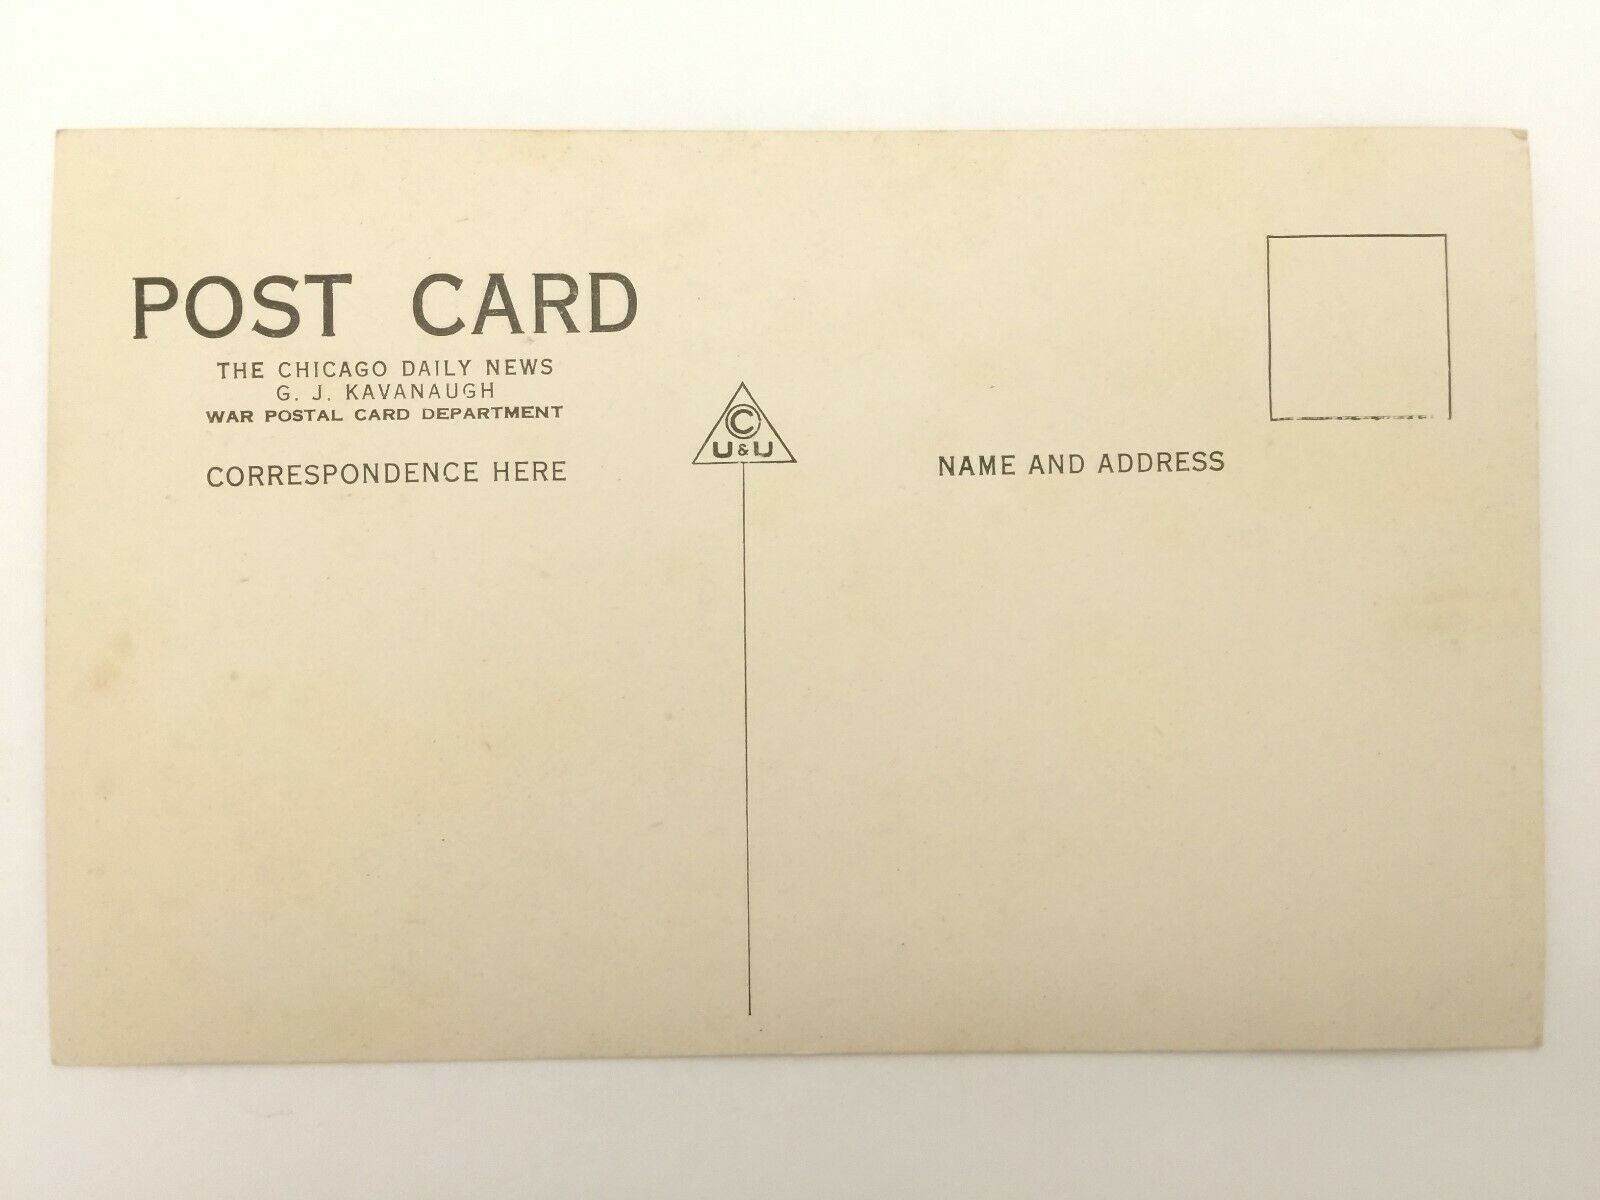 POST CARD
THE CHICAGO DAILY NEWS
G. J. KAVANAUGH
WAR POSTAL CARD DEPARTMENT
CORRESPONDENCE HERE
©
U&U
NAME AND ADDRESS